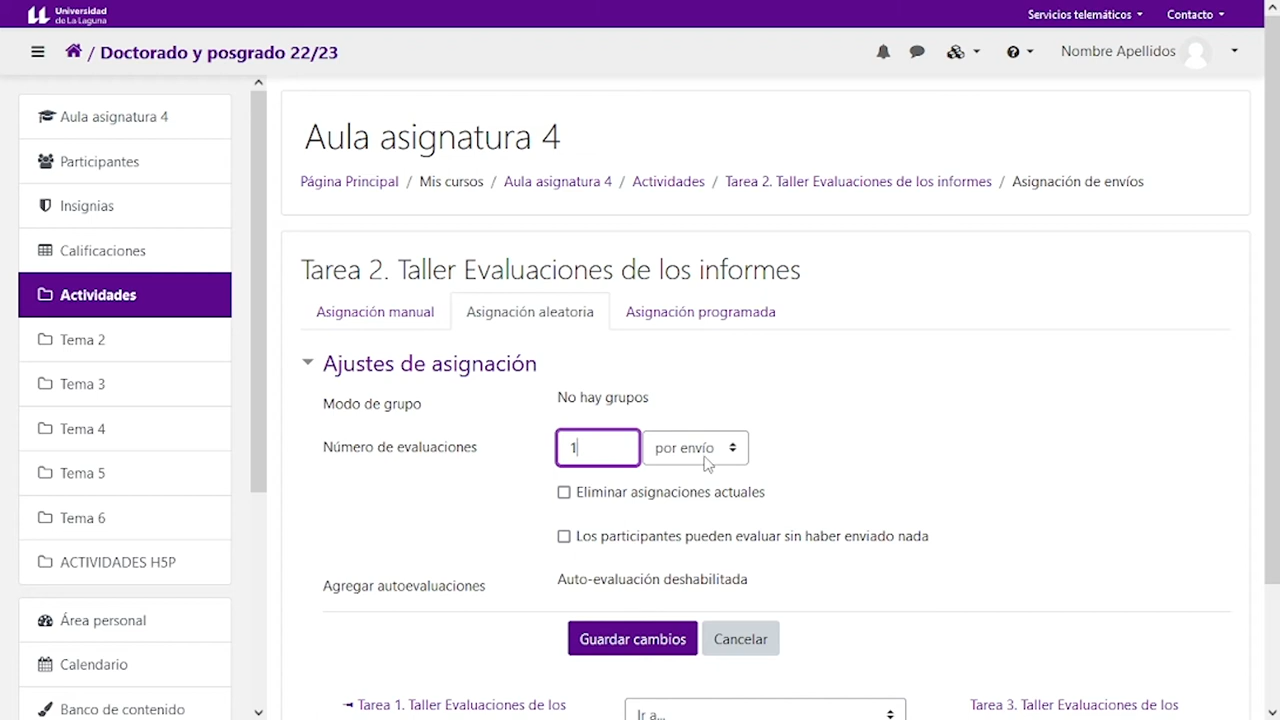 Universidad
de La Laguna
Servicios telemáticos
Contacto
/ Doctorado y posgrado 22/23
Nombre Apellidos
Aula asignatura 4
Participantes
Insignias
Calificaciones
Actividades
Tema 2
Tema 3
Tema 4
Tema 5
Tema 6
ACTIVIDADES H5P
Área personal
Calendario
Banco de contenido
Aula asignatura 4
Página Principal / Mis cursos / Aula asignatura 4 / Actividades / Tarea 2. Taller Evaluaciones de los informes / Asignación de envíos
Tarea 2. Taller Evaluaciones de los informes
Asignación manual
Asignación aleatoria
Asignación programada
Ajustes de asignación
Modo de grupo
No hay grupos
Número de evaluaciones
1
por envío
Eliminar asignaciones actuales
Los participantes pueden evaluar sin haber enviado nada
Agregar autoevaluaciones
Auto-evaluación deshabilitada
Guardar cambios
Cancelar
Tarea 1. Taller Evaluaciones de los
Ir a...
Tarea 3. Taller Evaluaciones de los